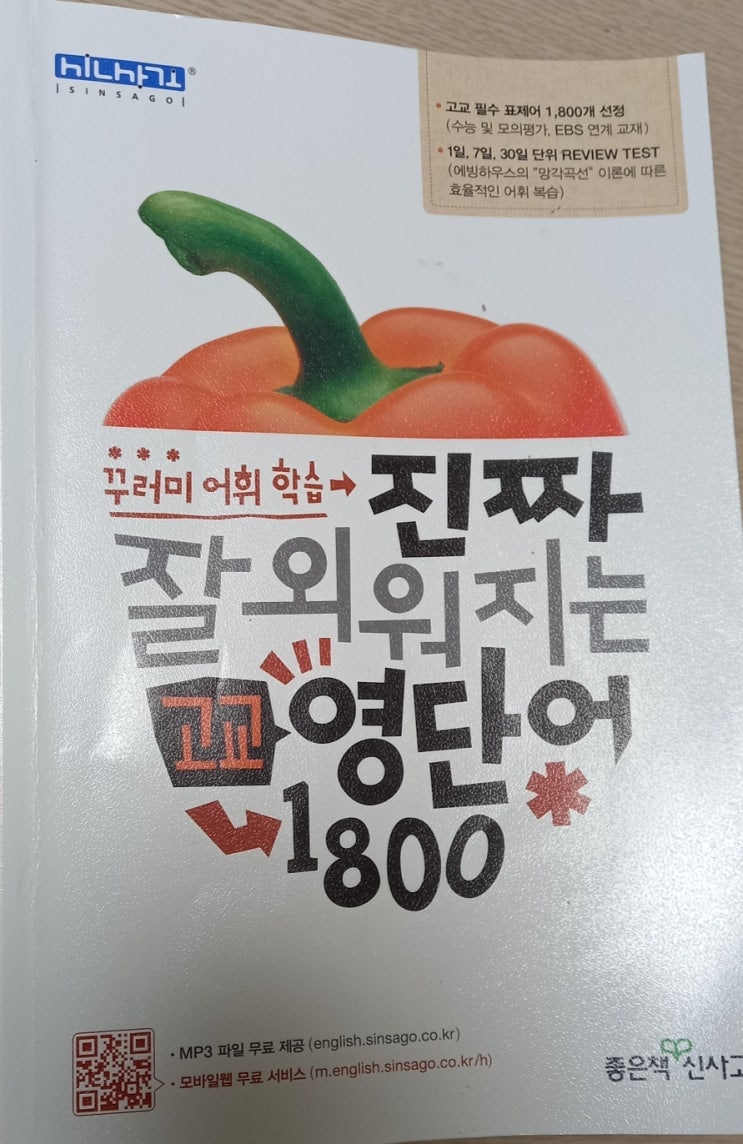 신사고®
|SINSAGO|
• 고교 필수 표제어 1,800개 선정
(수능 및 모의평가, EBS 연계 교재)
• 1일, 7일, 30일 단위 REVIEW TEST
(에빙하우스의 “망각곡선” 이론에 따른
효율적인 어휘 복습)
꾸러미 어휘 학습→ 진짜
잘 외워지는
고교 영단어
1800
• MP3 파일 무료 제공 (english.sinsago.co.kr)
• 모바일웹 무료 서비스 (m.english.sinsago.co.kr/h)
좋은책 신사고